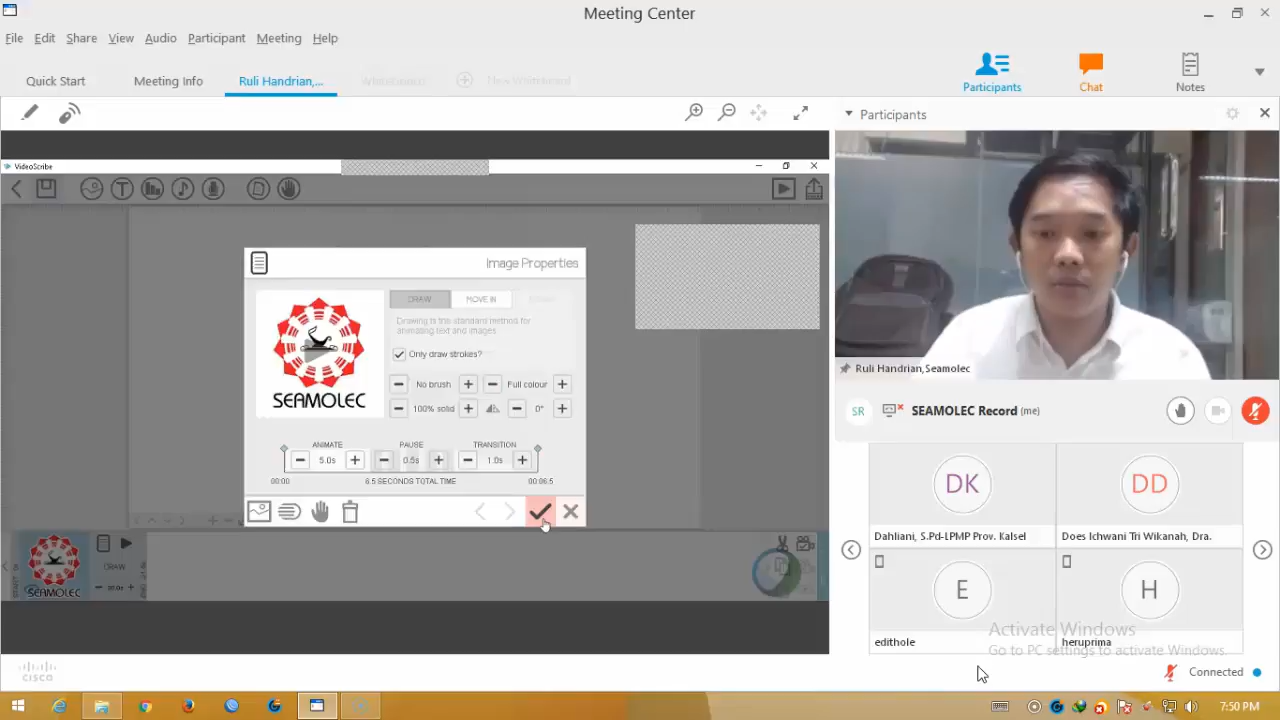 Meeting Center
File Edit Share View Audio Participant Meeting Help
Quick Start Meeting Info Ruli Handrian,... Whiteboard New Whiteboard
Participants Chat Notes
Participants
VideoScribe
Image Properties
DRAW MOVE IN
Drawing is the standard method for
animating text and images
Only draw strokes?
No brush Full colour
100% solid 0°
SEAMOLEC
ANIMATE PAUSE TRANSITION
5.0s 0.5s 1.0s
00:00 6.5 SECONDS TOTAL TIME 00:06.5
SEAMOLEC
DRAW
10.0s
Ruli Handrian,Seamolec
SR SEAMOLEC Record (me)
DK DD
Dahliani, S.Pd-LPMP Prov. Kalsel Does Ichwani Tri Wikanah, Dra.
E H
edithole heruprima
Activate Windows
Go to PC settings to activate Windows.
cisco
Connected
7:50 PM